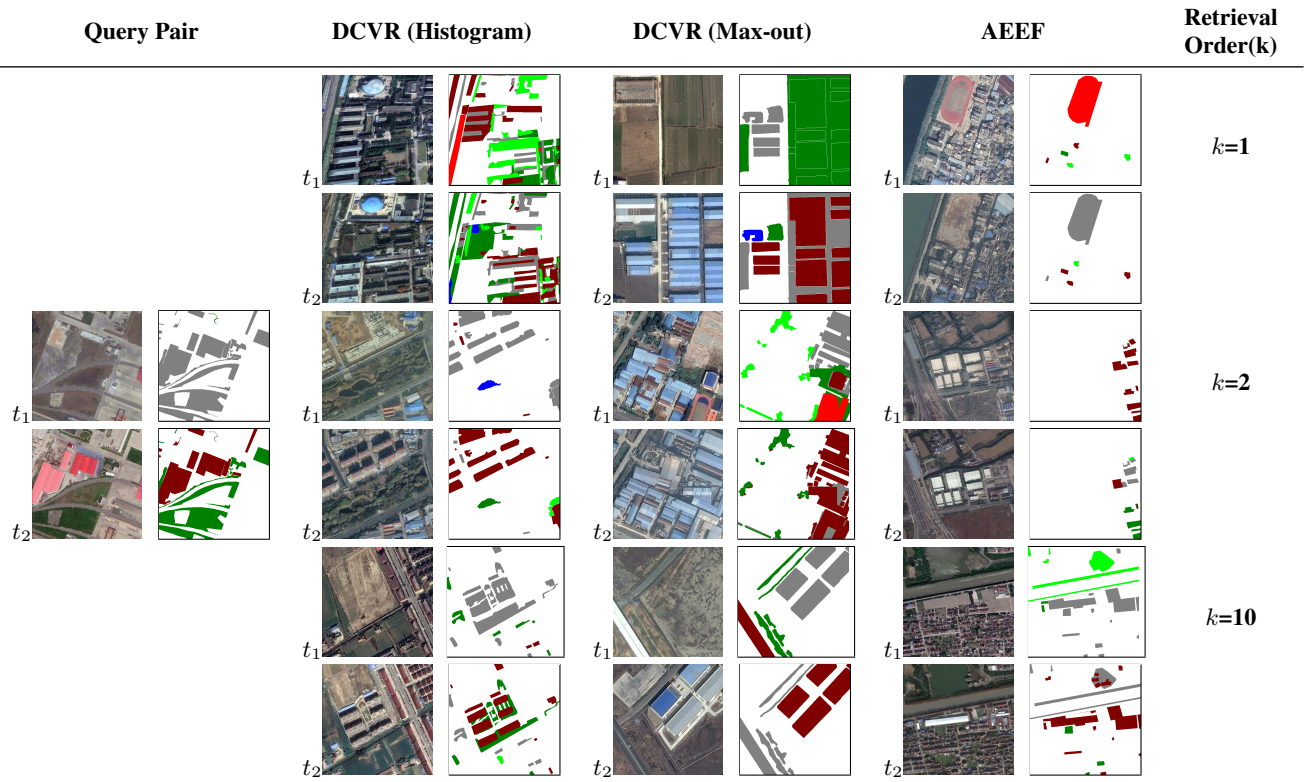 Query Pair DCVR (Histogram) DCVR (Max-out) AEEF Retrieval
Order(k)
t1 t1 t1 k=1
t2 t2 t2
t1 t1 t1 t1 k=2
t2 t2 t2 t2
t1 t1 t1 k=10
t2 t2 t2